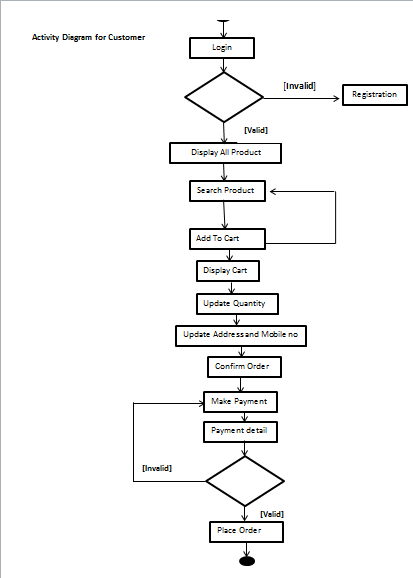 Activity Diagram for Customer
Login
[Invalid]
Registration
[Valid]
Display All Product
Search Product
Add To Cart
Display Cart
Update Quantity
Update Address and Mobile no
Confirm Order
Make Payment
Payment detail
[Invalid]
[Valid]
Place Order